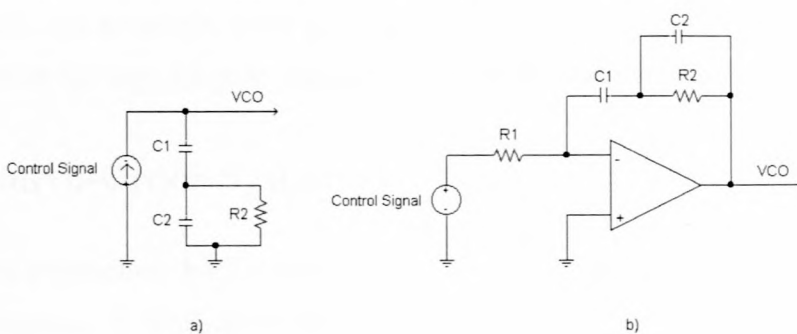 VCO
C1
Control Signal
C2
R2
a)
C2
C1
R2
R1
-
+
VCO
Control Signal
+
-
b)